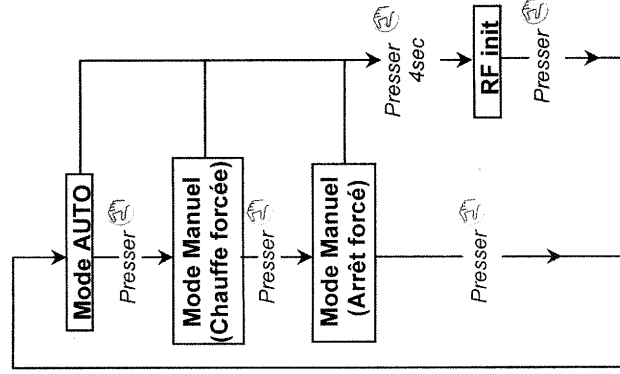 Mode AUTO
Presser
Mode Manuel
(Chauffe forcée)
Presser
Mode Manuel
(Arrêt forcé)
Presser
Presser
4sec
RF init
Presser